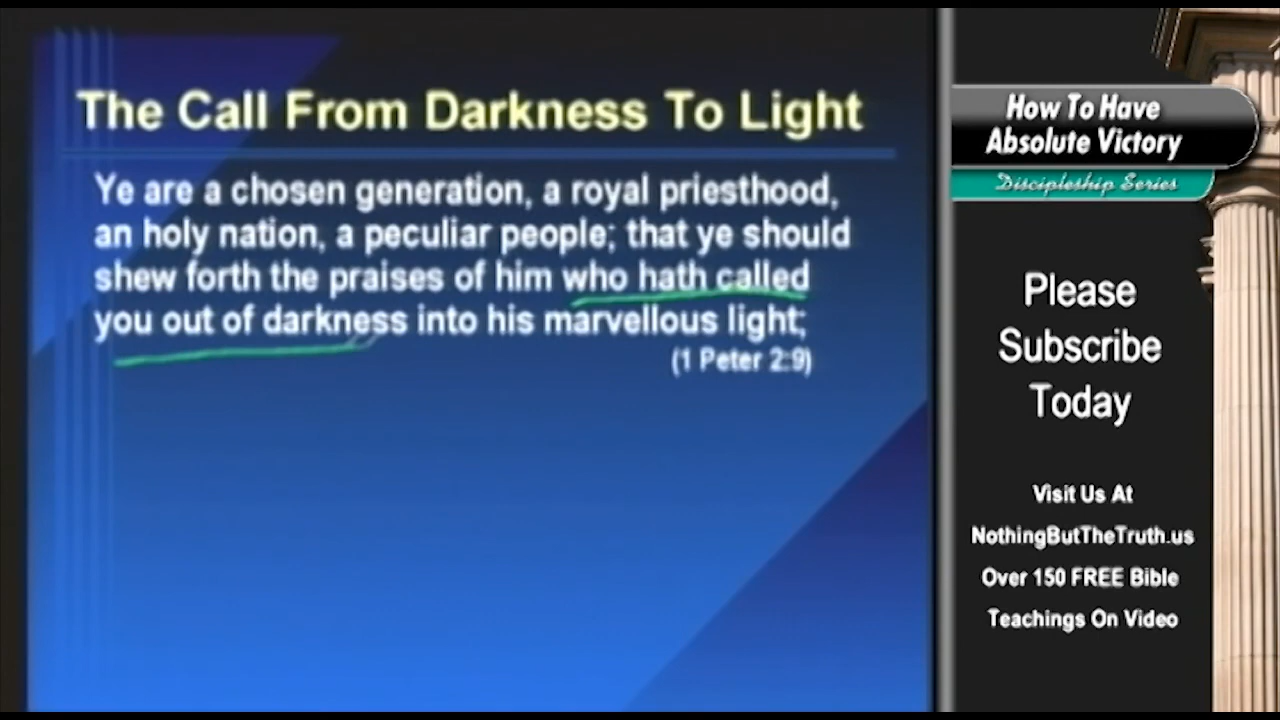 The Call From Darkness To Light
Ye are a chosen generation, a royal priesthood,
an holy nation, a peculiar people; that ye should
shew forth the praises of him who hath called
you out of darkness into his marvellous light;
(1 Peter 2:9)
How To Have
Absolute Victory
Discipleship Series
Please
Subscribe
Today
Visit Us At
NothingButTheTruth.us
Over 150 FREE Bible
Teachings On Video